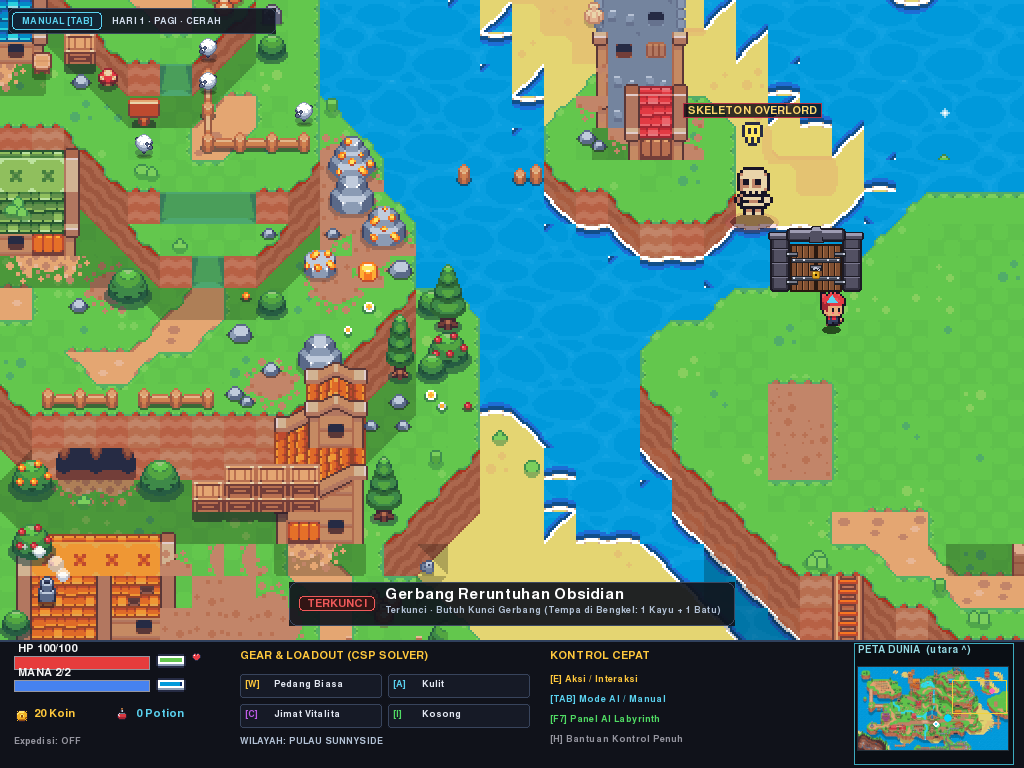 MANUAL [TAB] HARI 1 · PAGI · CERAH
SKELETON OVERLORD
TERKUNCI
Gerbang Reruntuhan Obsidian
Terkunci · Butuh Kunci Gerbang (Tempa di Bengkel: 1 Kayu + 1 Batu)
HP 100/100
MANA 2/2
20 Koin 0 Potion
Expedisi: OFF
GEAR & LOADOUT (CSP SOLVER)
[W] Pedang Biasa [A] Kulit
[C] Jimat Vitalita [I] Kosong
WILAYAH: PULAU SUNNYSIDE
KONTROL CEPAT
[E] Aksi / Interaksi
[TAB] Mode AI / Manual
[F7] Panel AI Labyrinth
[H] Bantuan Kontrol Penuh
PETA DUNIA (utara ^)